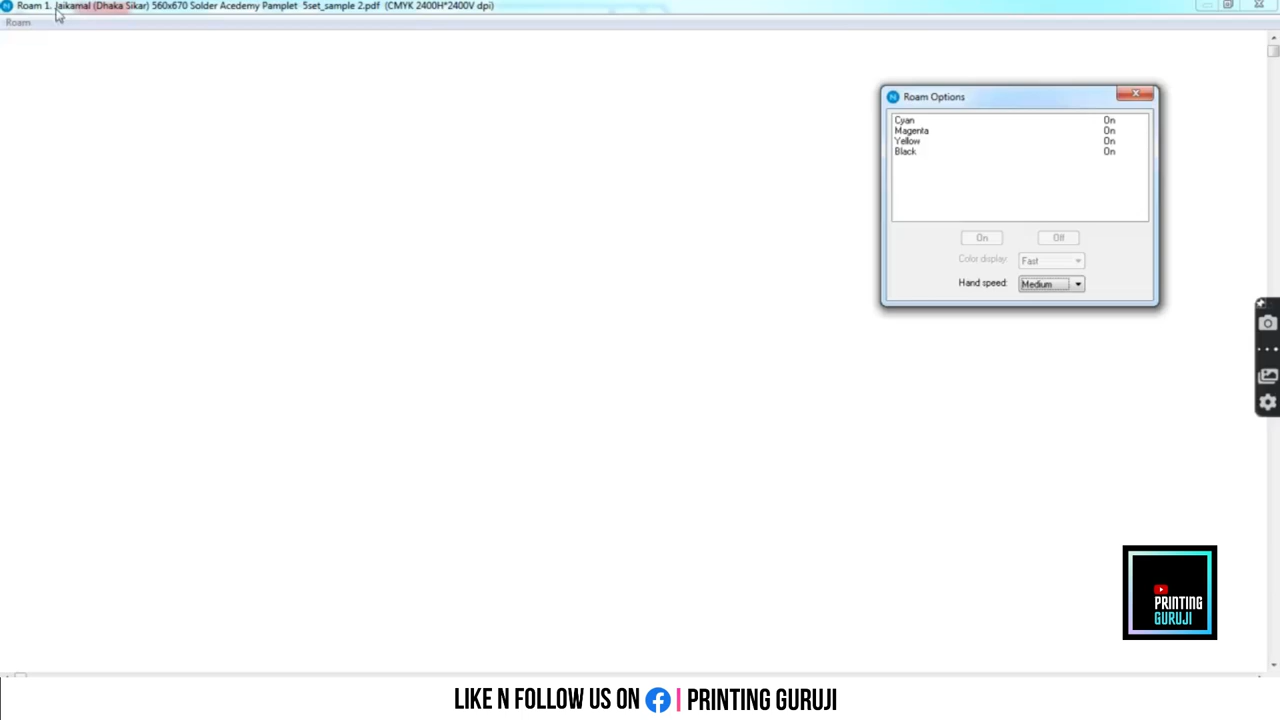 Roam 1. Jaikamal (Dhaka Sikar) 560x670 Solder Acedemy Pamplet 5set_sample 2.pdf (CMYK 2400H*2400V dpi)
Roam
Roam Options
Cyan On
Magenta On
Yellow On
Black On
On Off
Color display: Fast
Hand speed: Medium
PRINTING
GURUJI
LIKE N FOLLOW US ON f | PRINTING GURUJI